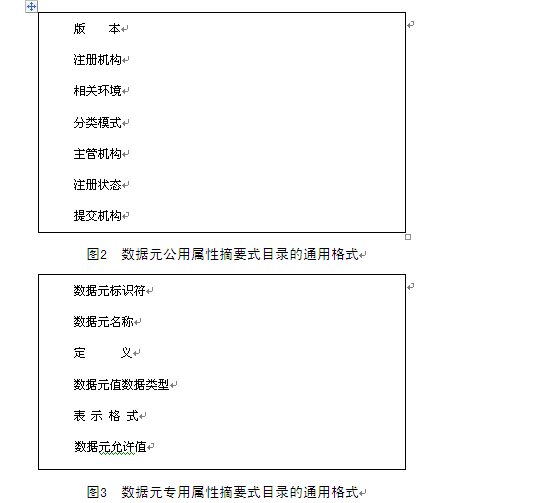 版 本
注册机构
相关环境
分类模式
主管机构
注册状态
提交机构
图2 数据元公用属性摘要式目录的通用格式
数据元标识符
数据元名称
定 义
数据元值数据类型
表 示 格 式
数据元允许值
图3 数据元专用属性摘要式目录的通用格式